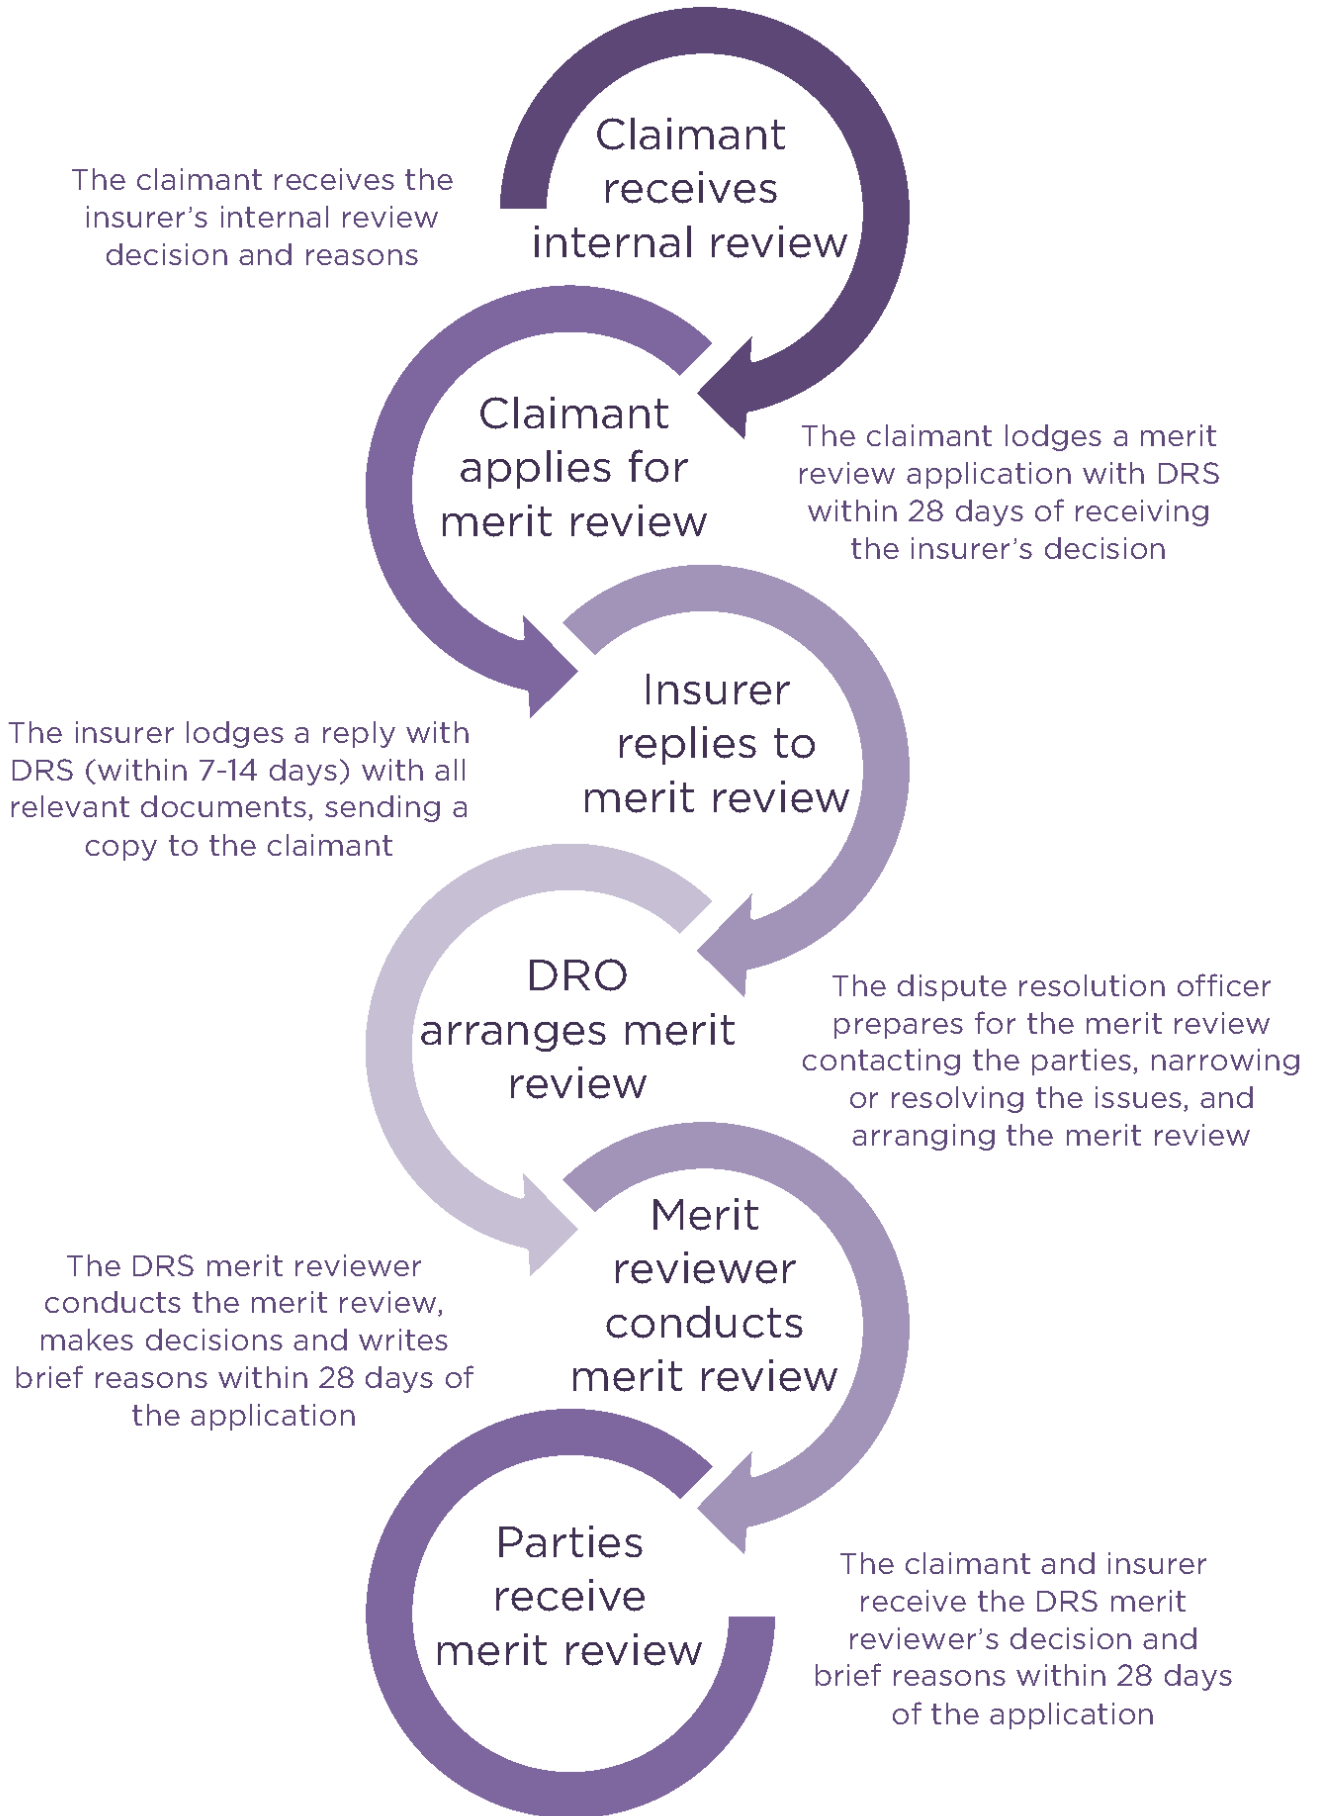 Claimant
receives
internal review
The claimant receives the
insurer's internal review
decision and reasons
Claimant
applies for
merit review
The claimant lodges a merit
review application with DRS
within 28 days of receiving
the insurer's decision
Insurer
replies to
merit review
The insurer lodges a reply with
DRS (within 7-14 days) with all
relevant documents, sending a
copy to the claimant
DRO
arranges merit
review
The dispute resolution officer
prepares for the merit review
contacting the parties, narrowing
or resolving the issues, and
arranging the merit review
Merit
reviewer
conducts
merit review
The DRS merit reviewer
conducts the merit review,
makes decisions and writes
brief reasons within 28 days of
the application
Parties
receive
merit review
The claimant and insurer
receive the DRS merit
reviewer's decision and
brief reasons within 28 days
of the application